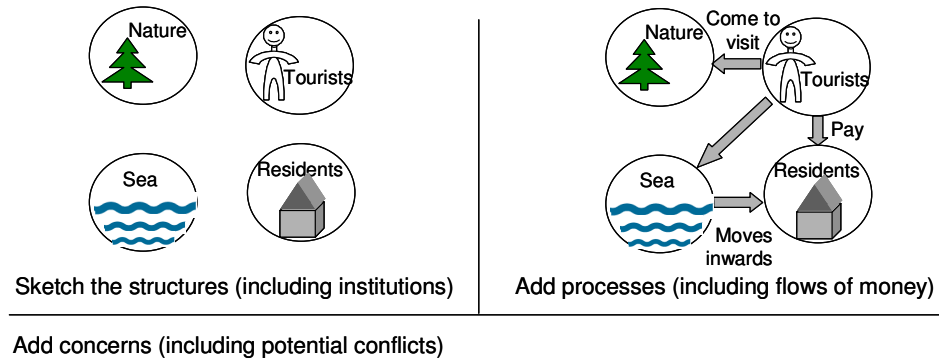 Nature
Tourists
Sea
Residents
Sketch the structures (including institutions)
Come to
visit
Nature
Tourists
Pay
Sea
Residents
Moves
inwards
Add processes (including flows of money)
Add concerns (including potential conflicts)